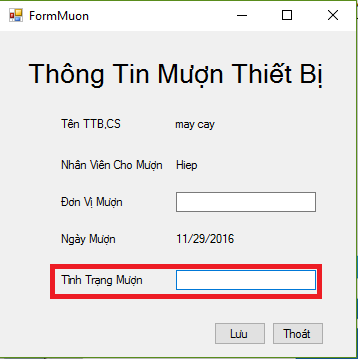 FormMuon
Thông Tin Mượn Thiết Bị
Tên TTB,CS may cay
Nhân Viên Cho Mượn Hiep
Đơn Vị Mượn
Ngày Mượn 11/29/2016
Tình Trạng Mượn
Lưu Thoát